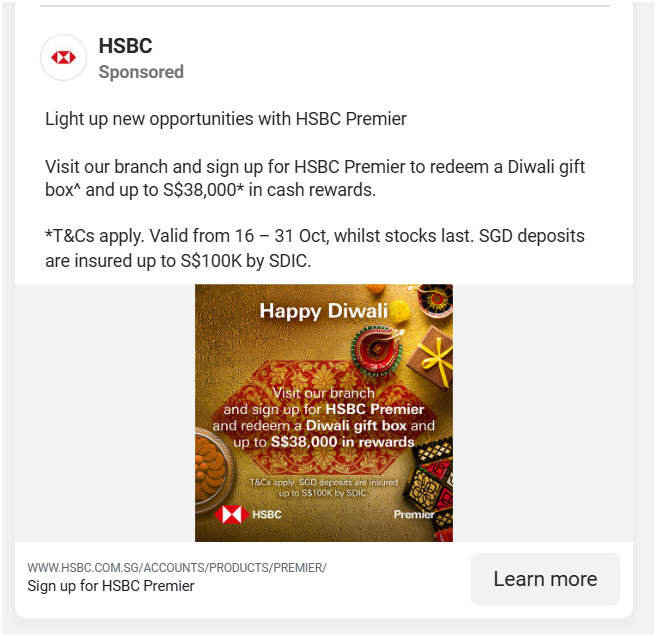 HSBC
Sponsored
Light up new opportunities with HSBC Premier
Visit our branch and sign up for HSBC Premier to redeem a Diwali gift
box^ and up to S$38,000* in cash rewards.
*T&Cs apply. Valid from 16 – 31 Oct, whilst stocks last. SGD deposits
are insured up to S$100K by SDIC.
Happy Diwali
Visit our branch
and sign up for HSBC Premier
and redeem a Diwali gift box and
up to S$38,000 in rewards
T&Cs apply. SGD deposits are insured
up to S$100K by SDIC.
HSBC
Premier
WWW.HSBC.COM.SG/ACCOUNTS/PRODUCTS/PREMIER/
Sign up for HSBC Premier
Learn more